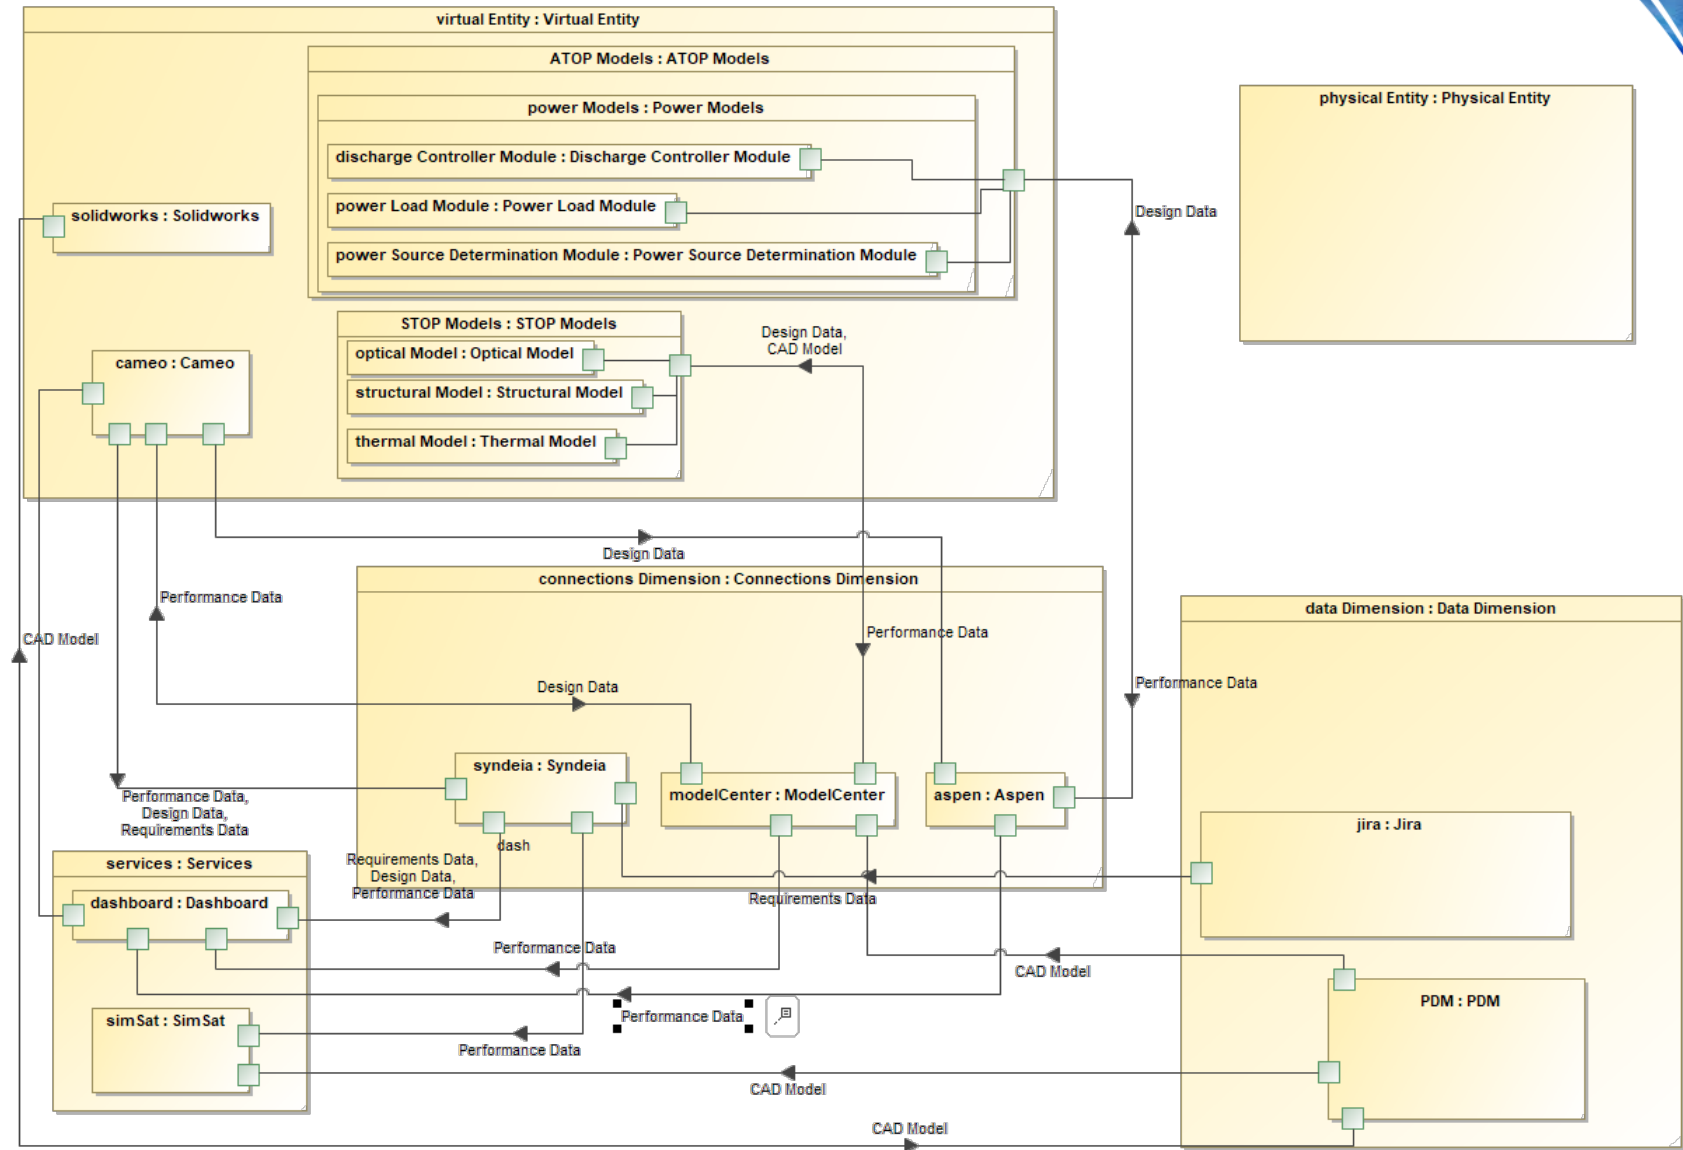 virtual Entity : Virtual Entity
ATOP Models : ATOP Models
power Models : Power Models
discharge Controller Module : Discharge Controller Module
power Load Module : Power Load Module
power Source Determination Module : Power Source Determination Module
solidworks : Solidworks
physical Entity : Physical Entity
Design Data
STOP Models : STOP Models
optical Model : Optical Model
structural Model : Structural Model
thermal Model : Thermal Model
Design Data,
CAD Model
cameo : Cameo
Design Data
connections Dimension : Connections Dimension
Performance Data
CAD Model
Performance Data
data Dimension : Data Dimension
Design Data
Performance Data
syndeia : Syndeia
modelCenter : ModelCenter
aspen : Aspen
Performance Data,
Design Data,
Requirements Data
jira : Jira
dash
services : Services
Requirements Data,
Design Data,
Performance Data
dashboard : Dashboard
Requirements Data
Performance Data
CAD Model
PDM : PDM
simSat : SimSat
Performance Data
Performance Data
CAD Model
CAD Model